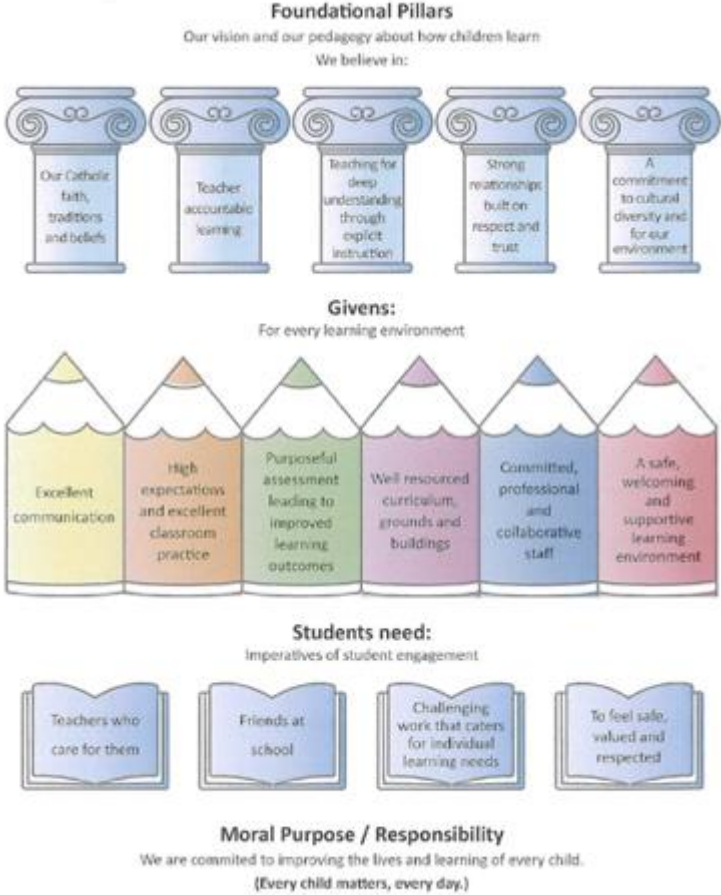 Foundational Pillars
Our vision and our pedagogy about how children learn
We believe in:
Our Catholic
faith,
traditions
and beliefs
Teacher
accountable
learning
Teaching for
deep
understanding
through
explicit
instruction
Strong
relationships
built on
respect and
trust
A
commitment
to cultural
diversity and
for our
environment
Givens:
For every learning environment
Excellent
communication
High
expectations
and excellent
classroom
practice
Purposeful
assessment
leading to
improved
learning
outcomes
Well resourced
curriculum,
grounds and
buildings
Committed,
professional
and
collaborative
staff
A safe,
welcoming
and
supportive
learning
environment
Students need:
Imperatives of student engagement
Teachers who
care for them
Friends at
school
Challenging
work that caters
for individual
learning needs
To feel safe,
valued and
respected
Moral Purpose / Responsibility
We are commited to improving the lives and learning of every child.
(Every child matters, every day.)